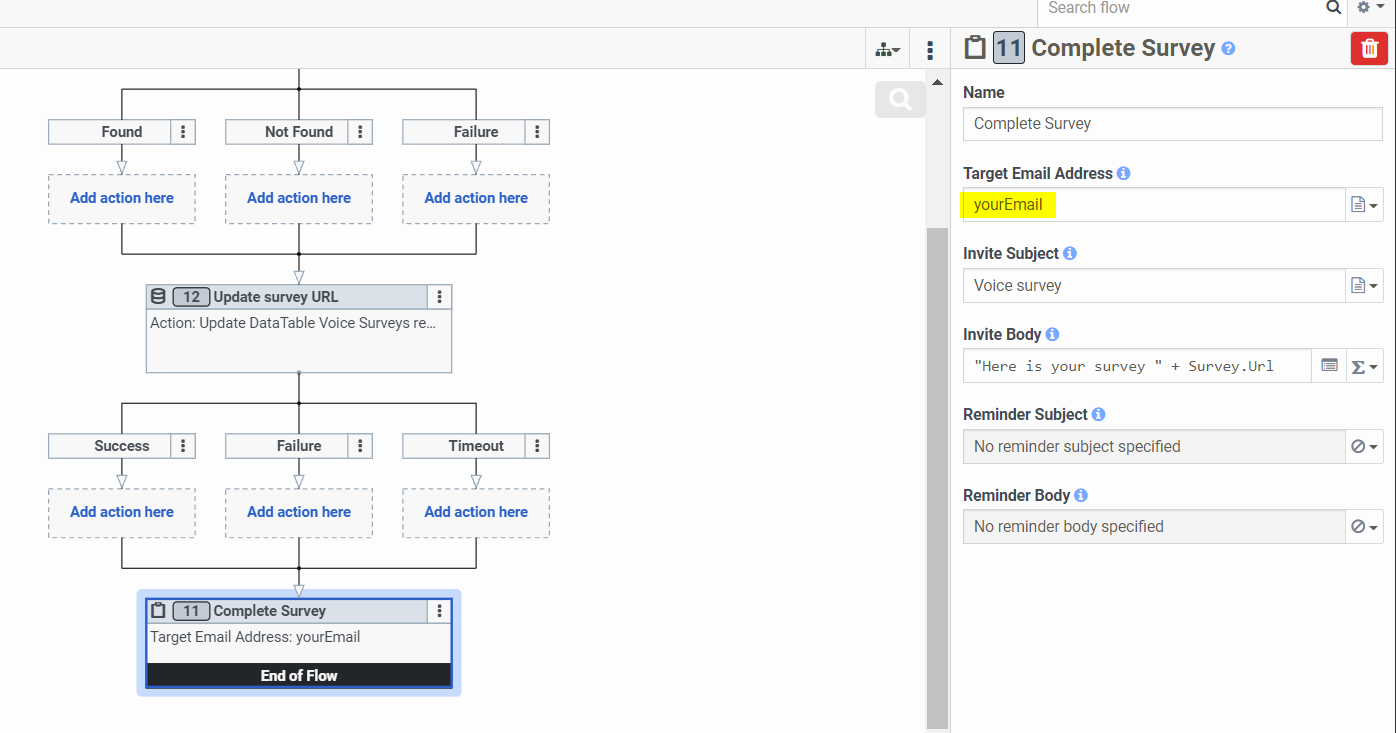 Search flow
Found
Not Found
Failure
Add action here
Add action here
Add action here
12 Update survey URL
Action: Update DataTable Voice Surveys re...
Success
Failure
Timeout
Add action here
Add action here
Add action here
11 Complete Survey
Target Email Address: yourEmail
End of Flow
11 Complete Survey ?
Name
Complete Survey
Target Email Address i
yourEmail
Invite Subject i
Voice survey
Invite Body i
"Here is your survey " + Survey.Url
Σ
Reminder Subject i
No reminder subject specified
Reminder Body i
No reminder body specified